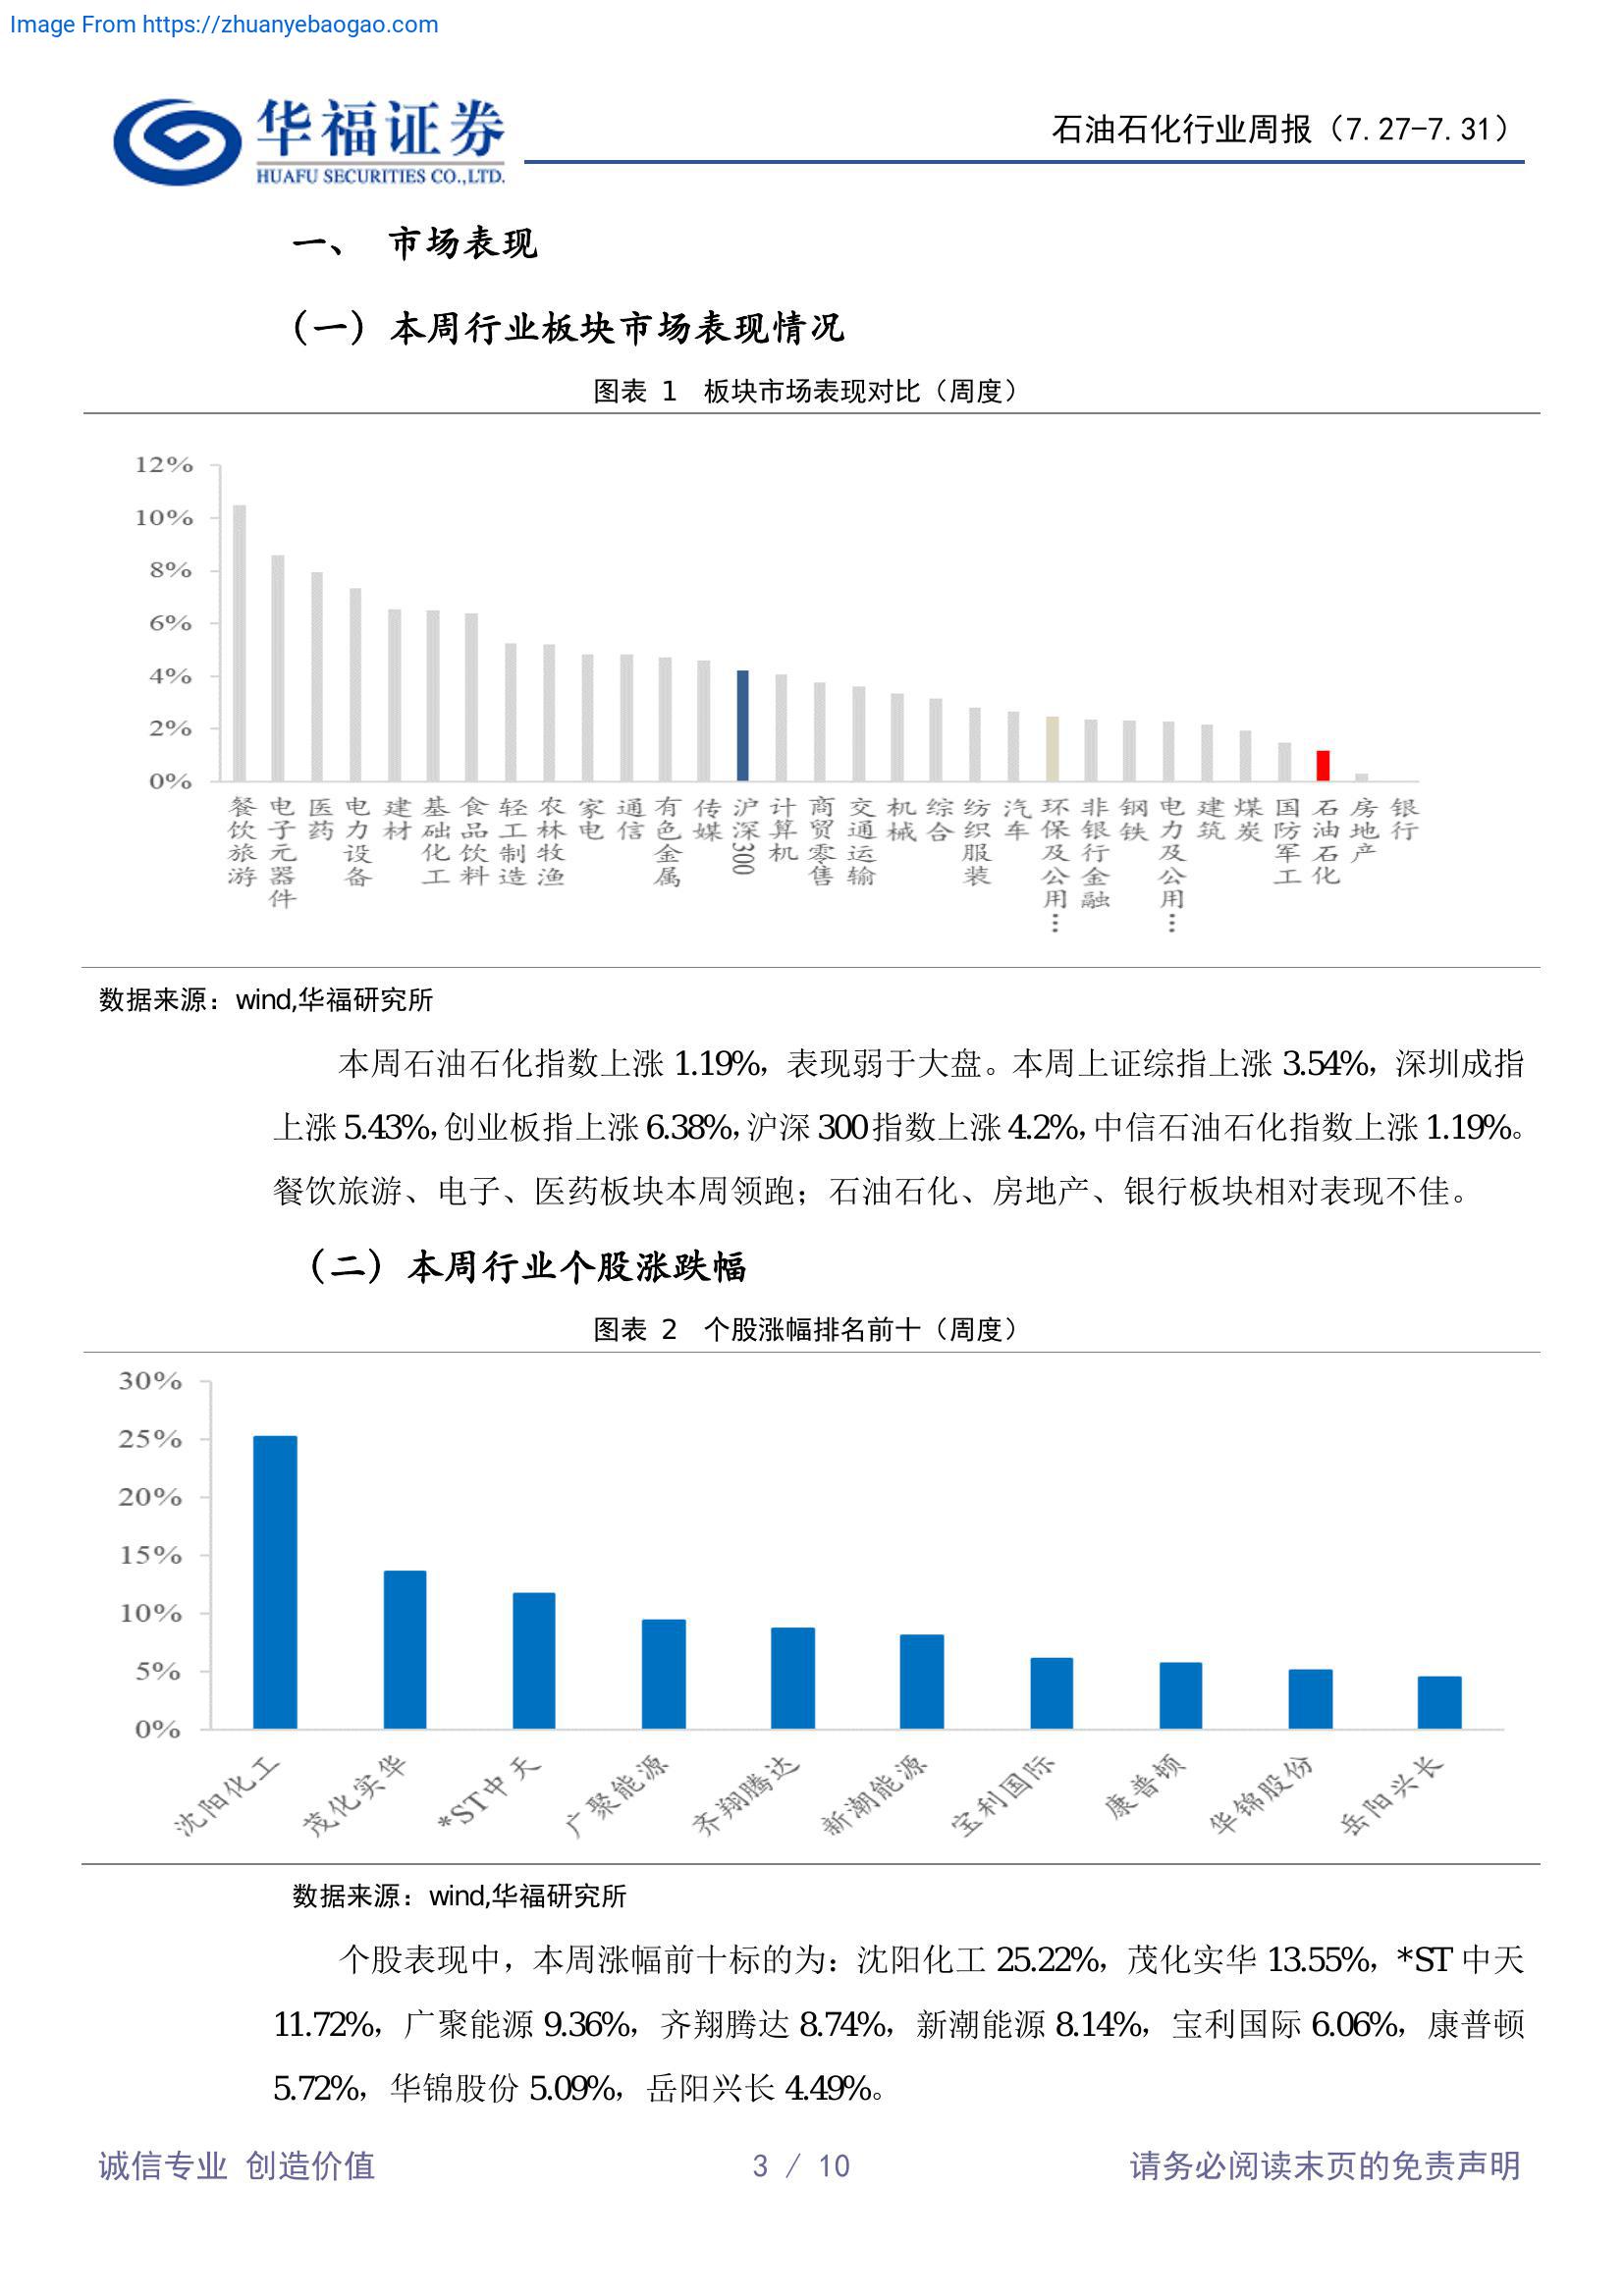 Image From https://zhuanyebaogao.com
华福证券
HUAFU SECURITIES CO.,LTD.
石油石化行业周报（7.27-7.31）
一、 市场表现
（一）本周行业板块市场表现情况
图表 1 板块市场表现对比（周度）
12%
10%
8%
6%
4%
2%
0%
餐饮旅游
电子元器件
医药
电力设备
建材
基础化工
食品饮料
轻工制造
农林牧渔
家电
通信
有色金属
传媒
沪深300
计算机
商贸零售
交通运输
机械
综合
纺织服装
汽车
环保及公用…
非银行金融
钢铁
电力及公用…
建筑
煤炭
国防军工
石油石化
房地产
银行
数据来源：wind,华福研究所
本周石油石化指数上涨 1.19%，表现弱于大盘。本周上证综指上涨 3.54%，深圳成指
上涨 5.43%，创业板指上涨 6.38%，沪深 300 指数上涨 4.2%，中信石油石化指数上涨 1.19%。
餐饮旅游、电子、医药板块本周领跑；石油石化、房地产、银行板块相对表现不佳。
（二）本周行业个股涨跌幅
图表 2 个股涨幅排名前十（周度）
30%
25%
20%
15%
10%
5%
0%
沈阳化工
茂化实华
*ST中天
广聚能源
齐翔腾达
新潮能源
宝利国际
康普顿
华锦股份
岳阳兴长
数据来源：wind,华福研究所
个股表现中，本周涨幅前十标的为：沈阳化工 25.22%，茂化实华 13.55%，*ST 中天
11.72%，广聚能源 9.36%，齐翔腾达 8.74%，新潮能源 8.14%，宝利国际 6.06%，康普顿
5.72%，华锦股份 5.09%，岳阳兴长 4.49%。
诚信专业 创造价值
3 / 10
请务必阅读末页的免责声明